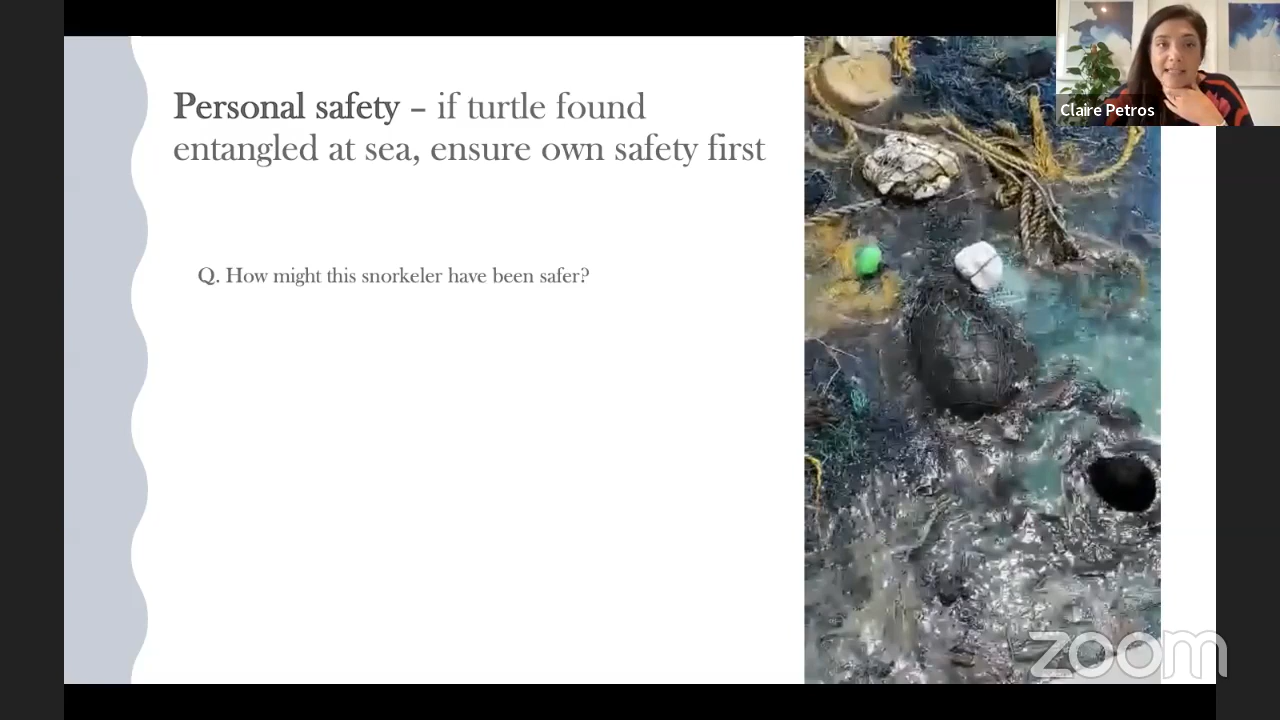 Personal safety – if turtle found
entangled at sea, ensure own safety first
Q. How might this snorkeler have been safer?
Claire Petros
zoom